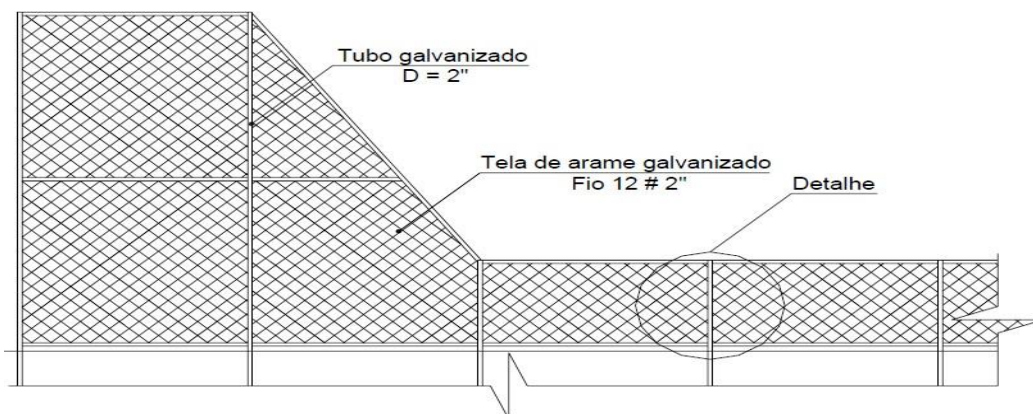 Tubo galvanizado
D = 2"
Tela de arame galvanizado
Fio 12 # 2"
Detalhe